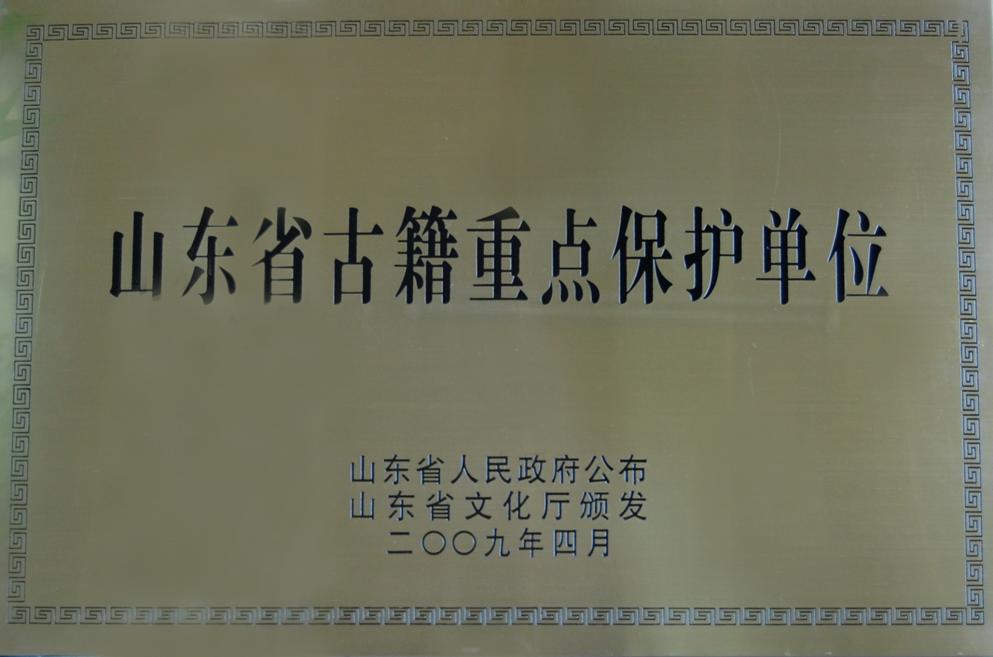 山东省古籍重点保护单位
山东省人民政府公布
山东省文化厅颁发
二〇〇九年四月